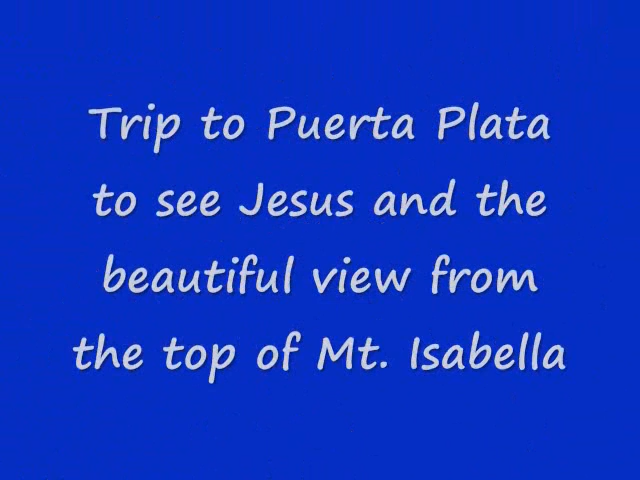 Trip to Puerta Plata
to see Jesus and the
beautiful view from
the top of Mt. Isabella